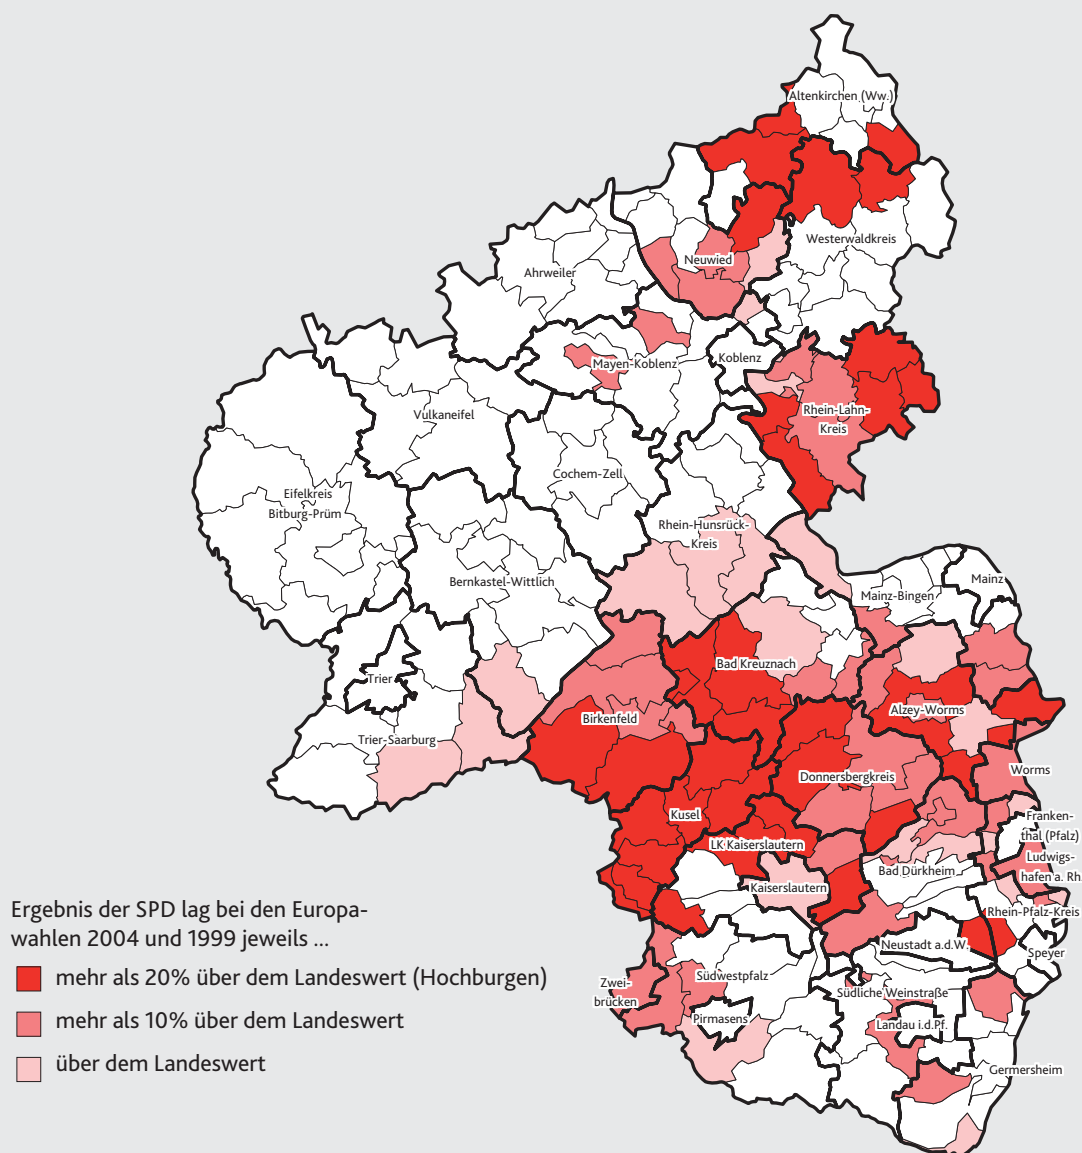 Altenkirchen (Ww.)
Westerwaldkreis
Neuwied
Ahrweiler
Mayen-Koblenz
Koblenz
Rhein-Lahn-
Kreis
Vulkaneifel
Cochem-Zell
Eifelkreis
Bitburg-Prüm
Rhein-Hunsrück-
Kreis
Bernkastel-Wittlich
Mainz
Mainz-Bingen
Bad Kreuznach
Trier
Birkenfeld
Alzey-Worms
Trier-Saarburg
Worms
Donnersbergkreis
Kusel
Franken-
thal (Pfalz)
LK Kaiserslautern
Ludwigs-
hafen a. Rh.
Bad Dürkheim
Kaiserslautern
Rhein-Pfalz-Kreis
Neustadt a.d.W.
Speyer
Südwestpfalz
Zwei-
brücken
Südliche Weinstraße
Pirmasens
Landau i.d.Pf.
Germersheim
Ergebnis der SPD lag bei den Europa-
wahlen 2004 und 1999 jeweils ...
mehr als 20% über dem Landeswert (Hochburgen)
mehr als 10% über dem Landeswert
über dem Landeswert